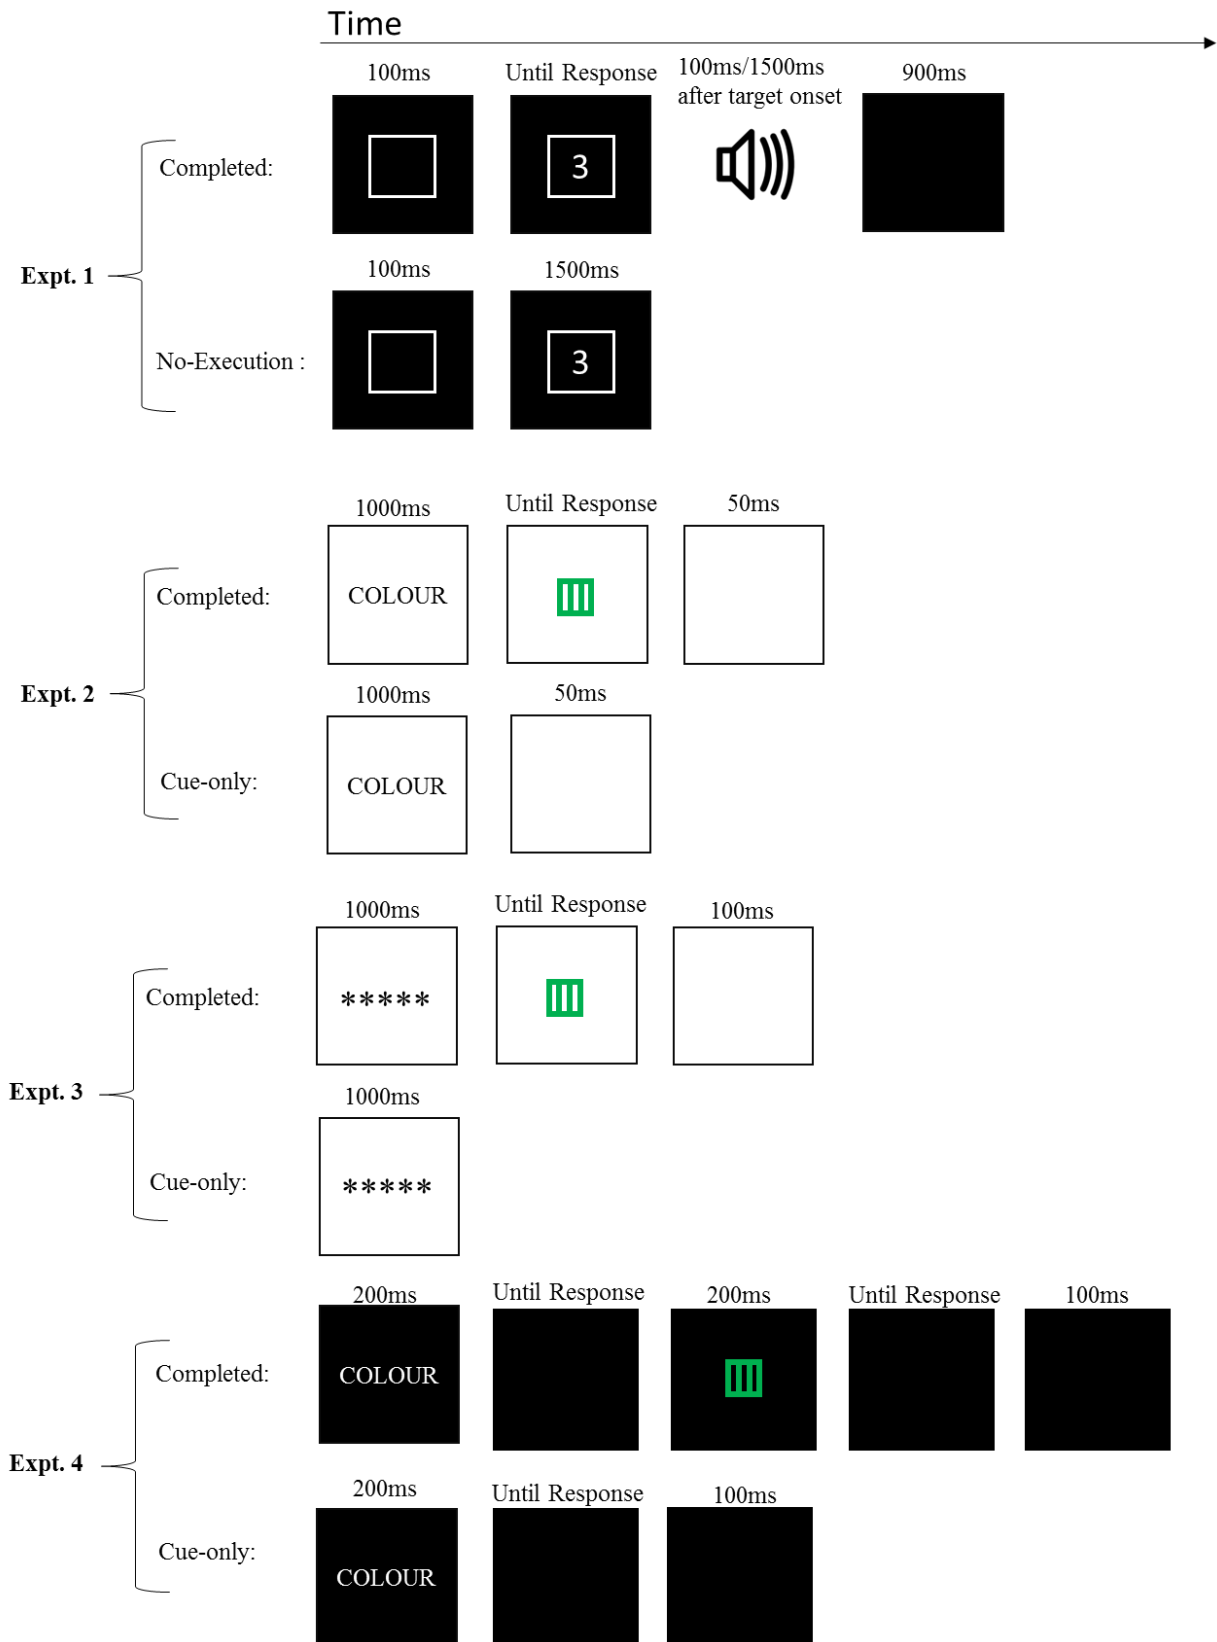 Time
100ms
Until Response
100ms/1500ms
after target onset
900ms
Completed:
3
Expt. 1
100ms
1500ms
No-Execution :
3
1000ms
Until Response
50ms
Completed:
COLOUR
Expt. 2
1000ms
50ms
Cue-only:
COLOUR
1000ms
Until Response
100ms
Completed:
*****
Expt. 3
1000ms
Cue-only:
*****
200ms
Until Response
200ms
Until Response
100ms
Completed:
COLOUR
Expt. 4
200ms
Until Response
100ms
Cue-only:
COLOUR